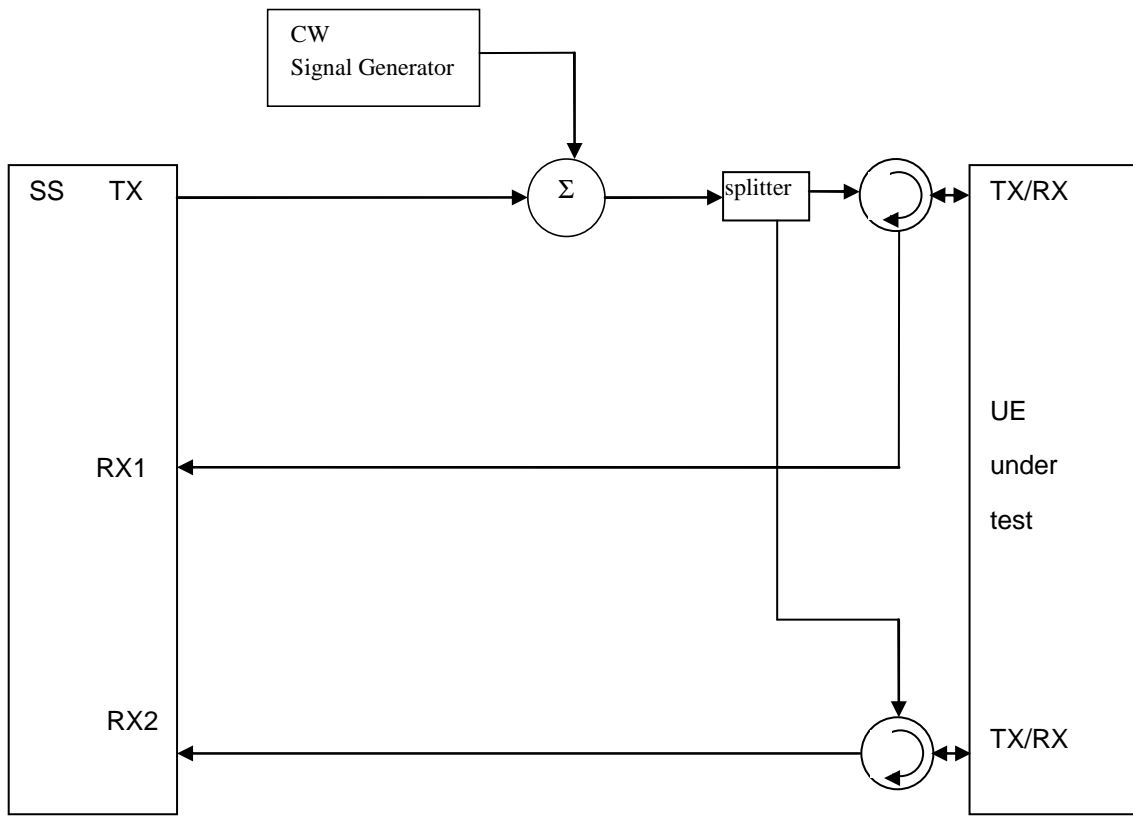 CW
Signal Generator
SS TX
Σ
splitter
TX/RX
RX1
UE
under
test
RX2
TX/RX